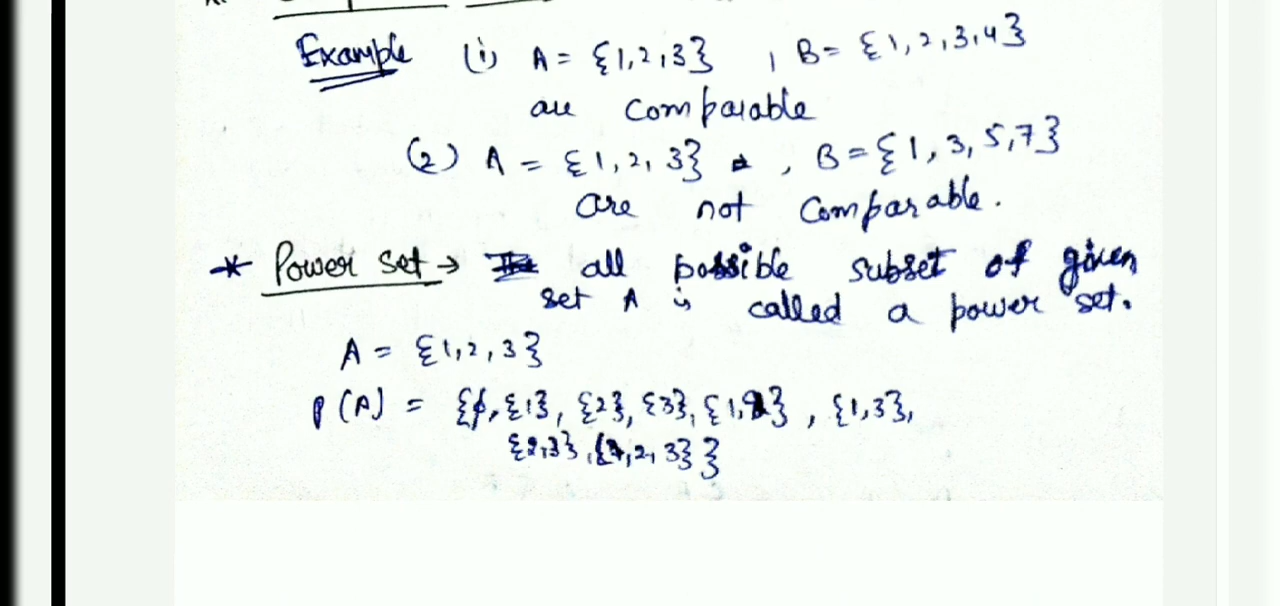 Example (i) A = {1,2,3} , B = {1,2,3,4}
are comparable
(2) A = {1, 2, 3} , B = {1, 3, 5, 7}
are not comparable.
* Power set → all possible subset of given
set A is called a power set.
A = {1, 2, 3}
P(A) = {ϕ, {1}, {2}, {3}, {1,2}, {1,3},
{2,3}, {1,2,3}}